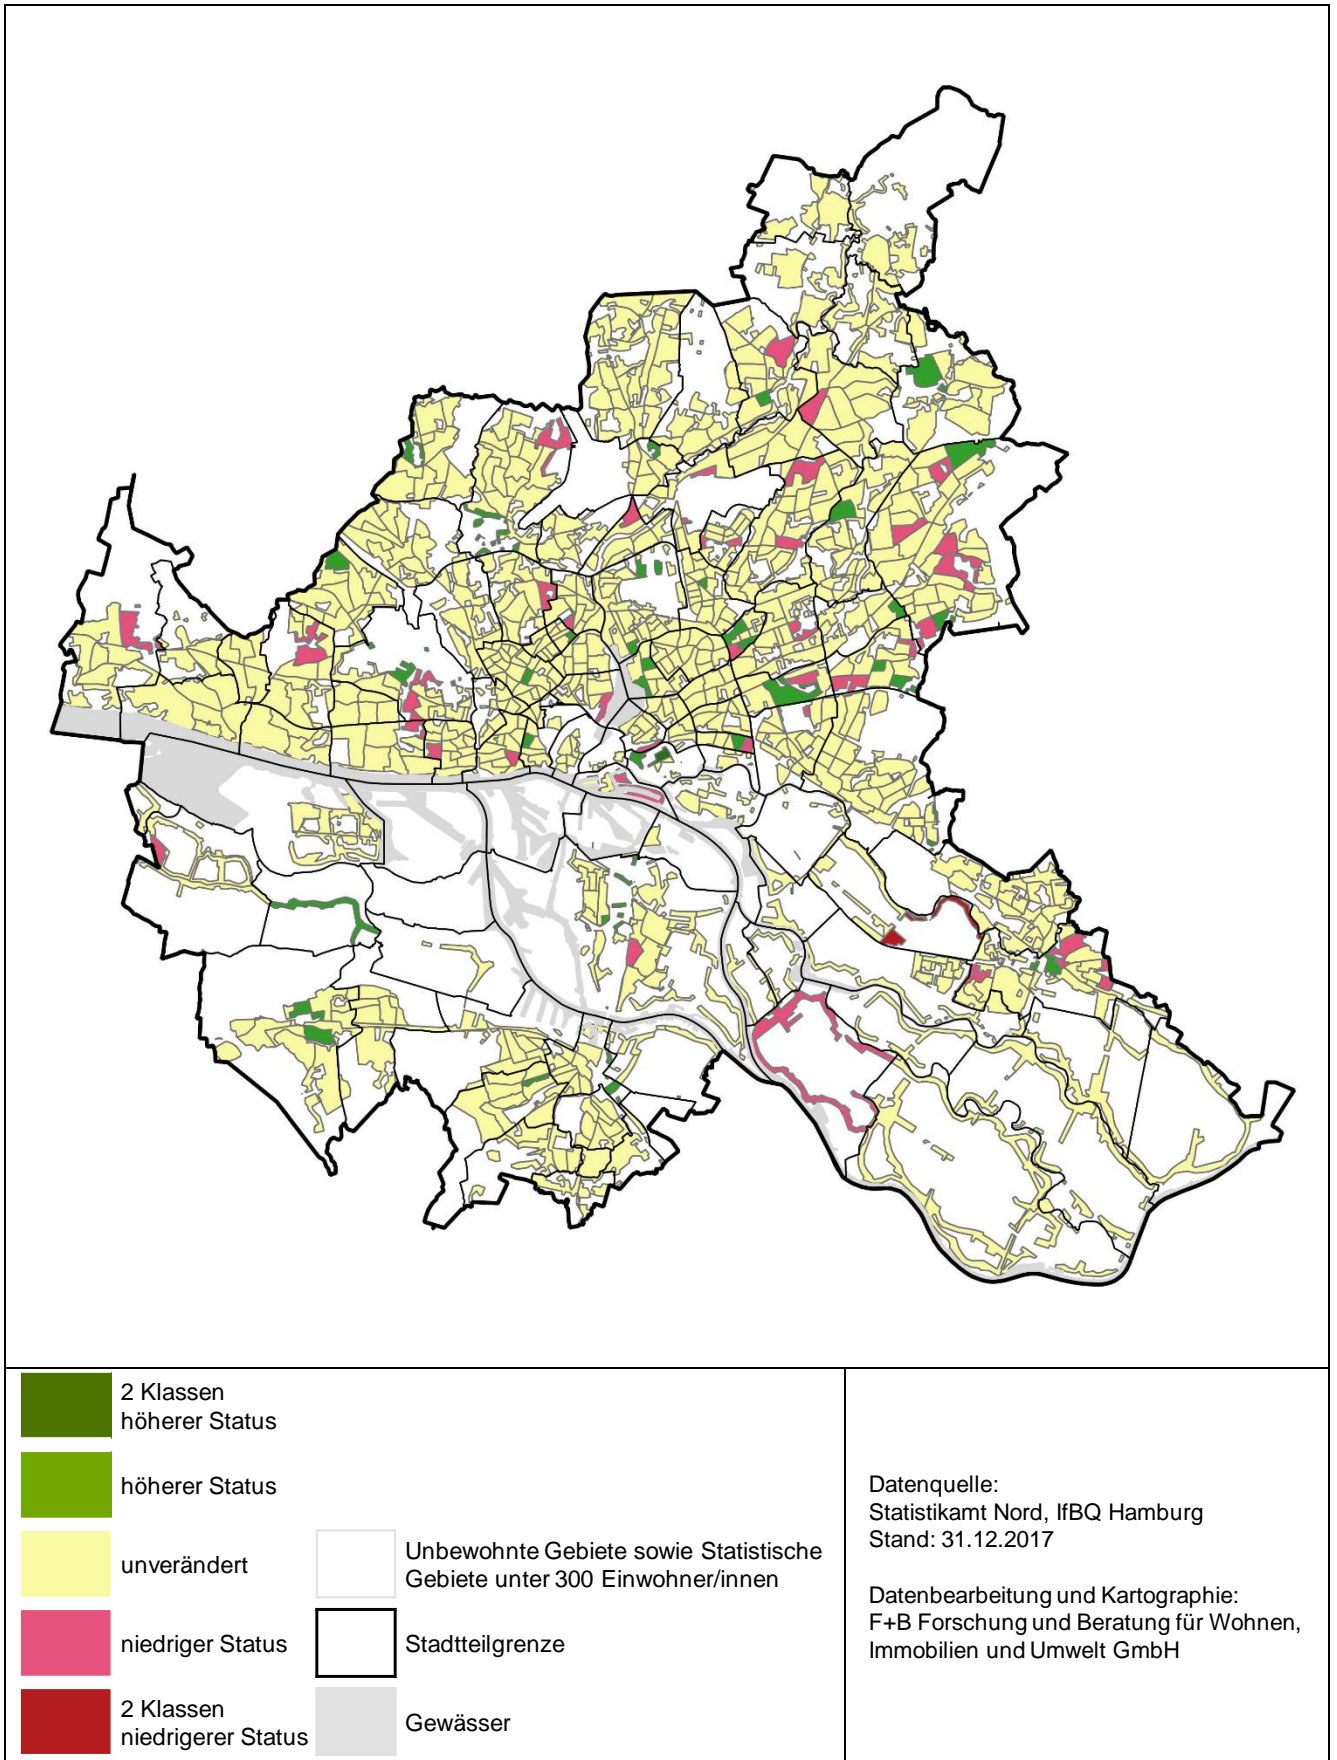 2 Klassen
höherer Status
höherer Status
unverändert
niedriger Status
2 Klassen
niedrigerer Status
Unbewohnte Gebiete sowie Statistische
Gebiete unter 300 Einwohner/innen
Stadtteilgrenze
Gewässer
Datenquelle:
Statistikamt Nord, IfBQ Hamburg
Stand: 31.12.2017
Datenbearbeitung und Kartographie:
F+B Forschung und Beratung für Wohnen,
Immobilien und Umwelt GmbH